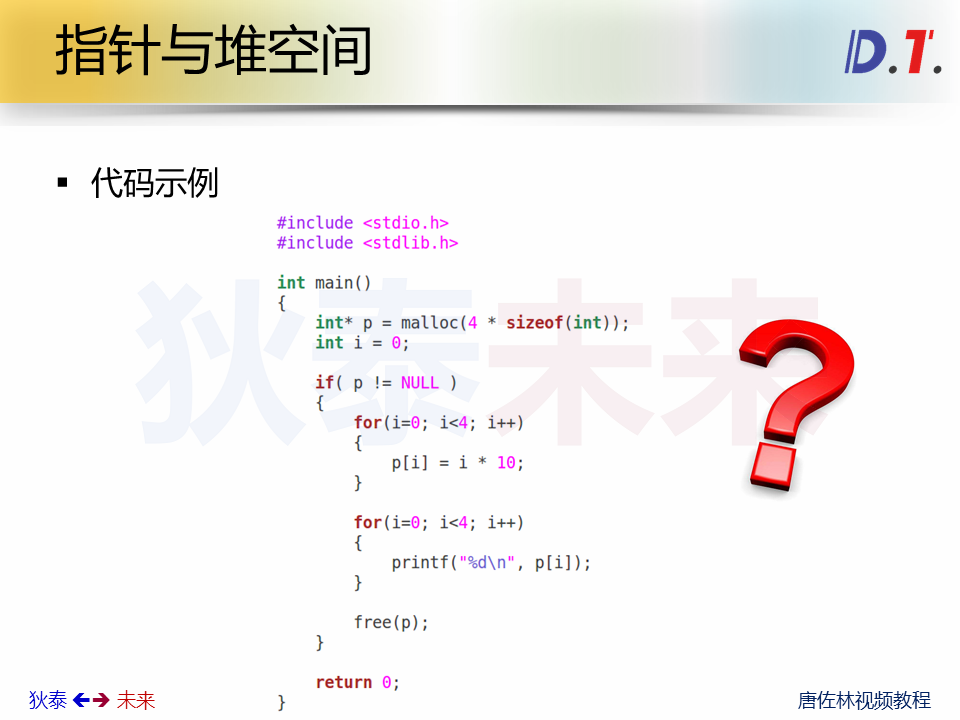 指针与堆空间
D.T.
▪ 代码示例
#include <stdio.h>
#include <stdlib.h>
int main()
{
    int* p = malloc(4 * sizeof(int));
    int i = 0;
    if( p != NULL )
    {
        for(i=0; i<4; i++)
        {
            p[i] = i * 10;
        }
        for(i=0; i<4; i++)
        {
            printf("%d\n", p[i]);
        }
        free(p);
    }
    return 0;
}
狄泰未来
?
狄泰 ←→ 未来
唐佐林视频教程